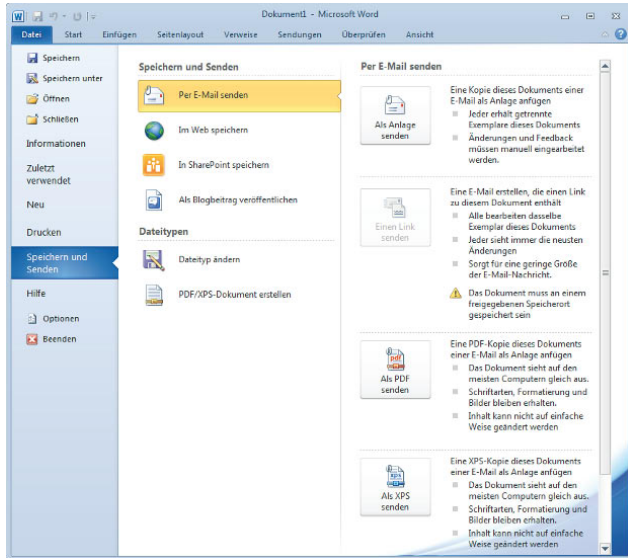 Dokument1 - Microsoft Word
Datei Start Einfügen Seitenlayout Verweise Sendungen Überprüfen Ansicht
Speichern
Speichern unter
Öffnen
Schließen
Informationen
Zuletzt
verwendet
Neu
Drucken
Speichern und
Senden
Hilfe
Optionen
Beenden
Speichern und Senden
Per E-Mail senden
Im Web speichern
In SharePoint speichern
Als Blogbeitrag veröffentlichen
Dateitypen
Dateityp ändern
PDF/XPS-Dokument erstellen
Per E-Mail senden
Als Anlage
senden
Eine Kopie dieses Dokuments einer
E-Mail als Anlage anfügen
Jeder erhält getrennte
Exemplare dieses Dokuments
Änderungen und Feedback
müssen manuell eingearbeitet
werden.
Einen Link
senden
Eine E-Mail erstellen, die einen Link
zu diesem Dokument enthält
Alle bearbeiten dasselbe
Exemplar dieses Dokuments
Jeder sieht immer die neusten
Änderungen
Sorgt für eine geringe Größe
der E-Mail-Nachricht.
Das Dokument muss an einem
freigegebenen Speicherort
gespeichert sein
Als PDF
senden
Eine PDF-Kopie dieses Dokuments
einer E-Mail als Anlage anfügen
Das Dokument sieht auf den
meisten Computern gleich aus.
Schriftarten, Formatierung und
Bilder bleiben erhalten.
Inhalt kann nicht auf einfache
Weise geändert werden
Als XPS
senden
Eine XPS-Kopie dieses Dokuments
einer E-Mail als Anlage anfügen
Das Dokument sieht auf den
meisten Computern gleich aus.
Schriftarten, Formatierung und
Bilder bleiben erhalten.
Inhalt kann nicht auf einfache
Weise geändert werden